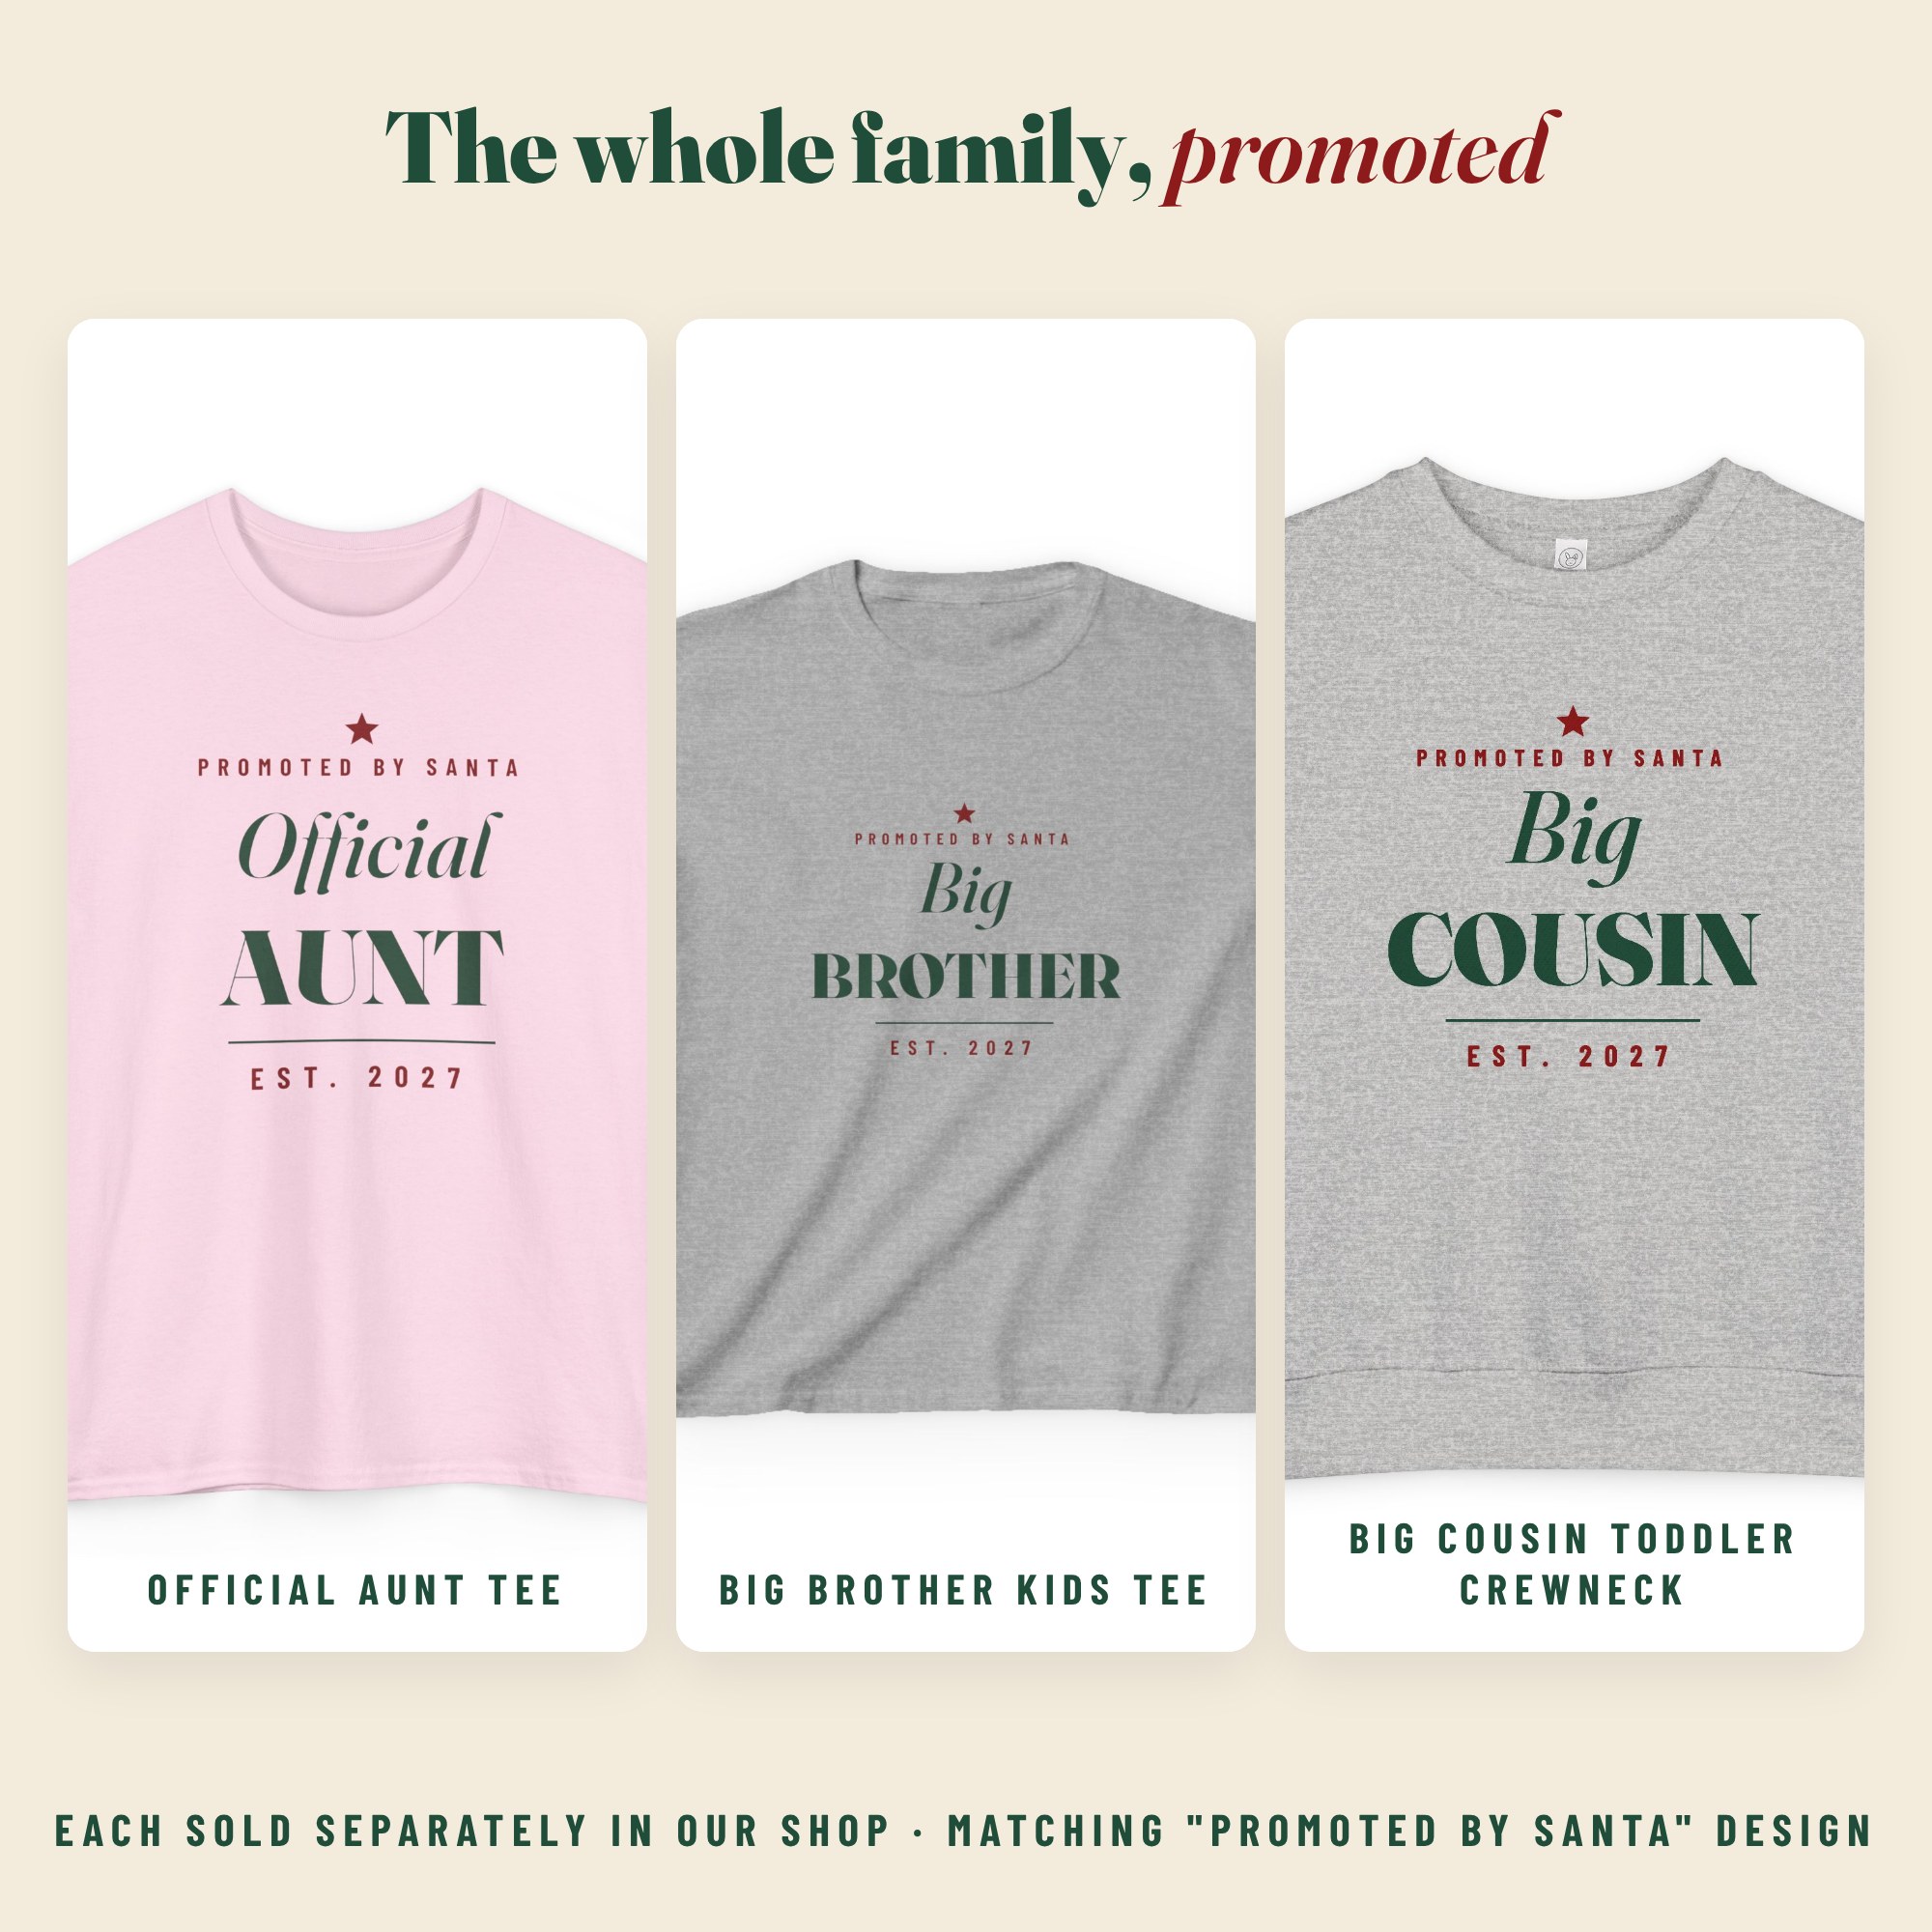 The whole family, promoted
PROMOTED BY SANTA
Official
AUNT
EST. 2027
OFFICIAL AUNT TEE
PROMOTED BY SANTA
Big
BROTHER
EST. 2027
BIG BROTHER KIDS TEE
PROMOTED BY SANTA
Big
COUSIN
EST. 2027
BIG COUSIN TODDLER
CREWNECK
EACH SOLD SEPARATELY IN OUR SHOP · MATCHING "PROMOTED BY SANTA" DESIGN